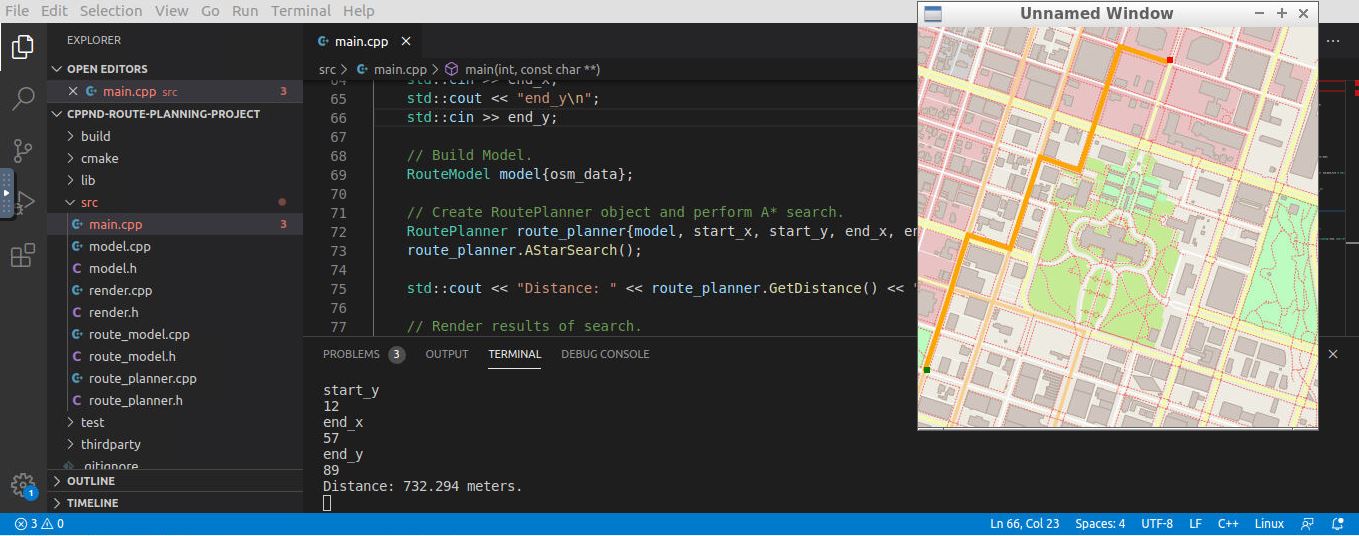 File Edit Selection View Go Run Terminal Help
Unnamed Window
EXPLORER
OPEN EDITORS
main.cpp src 3
CPPND-ROUTE-PLANNING-PROJECT
build
cmake
lib
src
main.cpp 3
model.cpp
model.h
render.cpp
render.h
route_model.cpp
route_model.h
route_planner.cpp
route_planner.h
test
thirdparty
.gitignore
OUTLINE
TIMELINE
main.cpp
src > main.cpp > main(int, const char **)
64 std::cin >> end_x;
65 std::cout << "end_y\n";
66 std::cin >> end_y;
67
68 // Build Model.
69 RouteModel model{osm_data};
70
71 // Create RoutePlanner object and perform A* search.
72 RoutePlanner route_planner{model, start_x, start_y, end_x, en
73 route_planner.AStarSearch();
74
75 std::cout << "Distance: " << route_planner.GetDistance() << "
76
77 // Render results of search.
PROBLEMS 3 OUTPUT TERMINAL DEBUG CONSOLE
start_y
12
end_x
57
end_y
89
Distance: 732.294 meters.
1
3 0 Ln 66, Col 23 Spaces: 4 UTF-8 LF C++ Linux